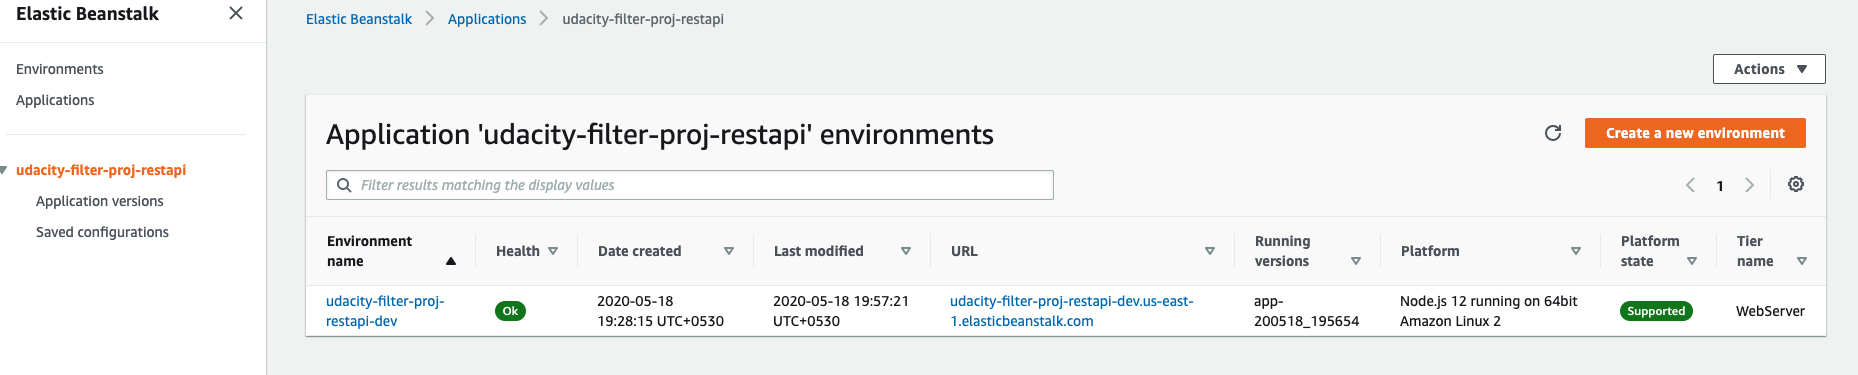 Elastic Beanstalk
Environments
Applications
udacity-filter-proj-restapi
Application versions
Saved configurations
Elastic Beanstalk
Applications
udacity-filter-proj-restapi
Actions
Application 'udacity-filter-proj-restapi' environments
Create a new environment
Filter results matching the display values
1
Environment
name
Health
Date created
Last modified
URL
Running
versions
Platform
Platform
state
Tier
name
udacity-filter-proj-
restapi-dev
Ok
2020-05-18
19:28:15 UTC+0530
2020-05-18 19:57:21
UTC+0530
udacity-filter-proj-restapi-dev.us-east-
1.elasticbeanstalk.com
app-
200518_195654
Node.js 12 running on 64bit
Amazon Linux 2
Supported
WebServer